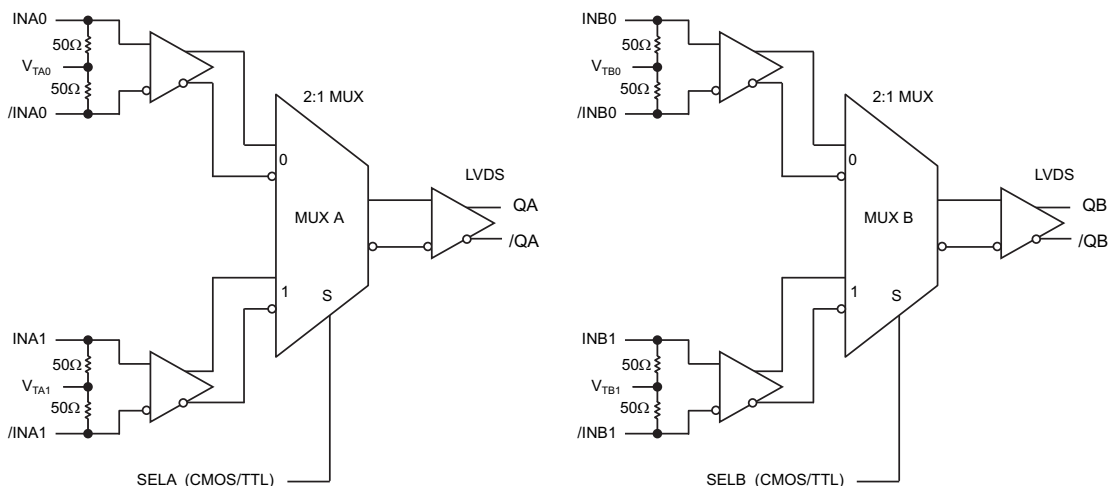 INA0
50Ω
VTA0
50Ω
/INA0
2:1 MUX
0
MUX A
LVDS
QA
/QA
1
S
INA1
50Ω
VTA1
50Ω
/INA1
SELA (CMOS/TTL)
INB0
50Ω
VTB0
50Ω
/INB0
2:1 MUX
0
MUX B
LVDS
QB
/QB
1
S
INB1
50Ω
VTB1
50Ω
/INB1
SELB (CMOS/TTL)